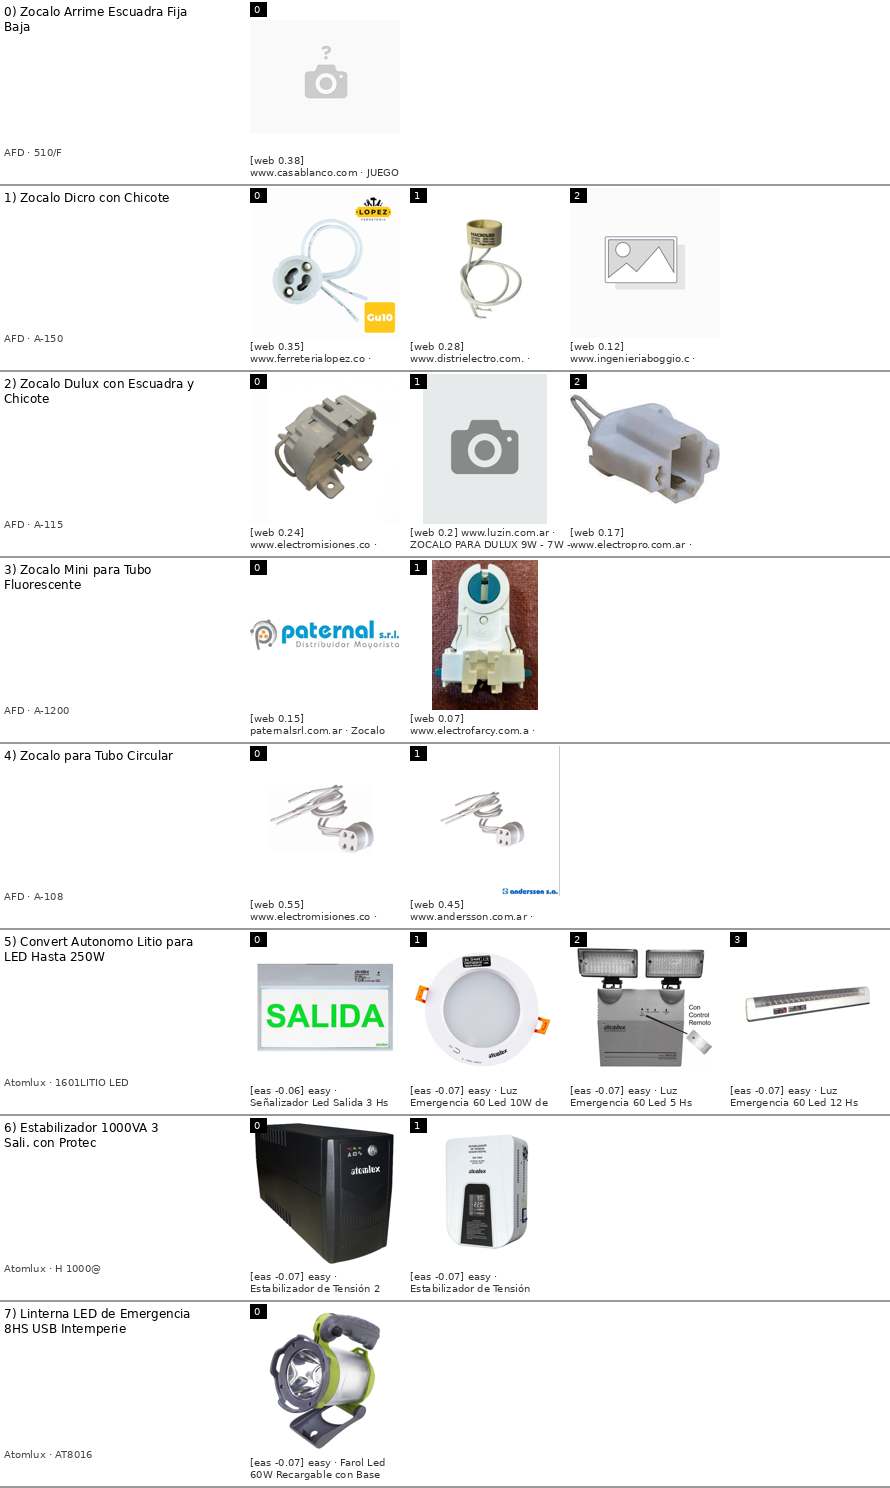 0) Zocalo Arrime Escuadra Fija
Baja
AFD · 510/F
0
?
[web 0.38]
www.casablanco.com · JUEGO
1) Zocalo Dicro con Chicote
AFD · A-150
0
LOPEZ
Gu10
[web 0.35]
www.ferreterialopez.co ·
1
[web 0.28]
www.distrielectro.com. ·
2
[web 0.12]
www.ingenieriaboggio.c ·
2) Zocalo Dulux con Escuadra y
Chicote
AFD · A-115
0
[web 0.24]
www.electromisiones.co ·
1
[web 0.2] www.luzin.com.ar ·
ZOCALO PARA DULUX 9W - 7W -
2
[web 0.17]
www.electropro.com.ar ·
3) Zocalo Mini para Tubo
Fluorescente
AFD · A-1200
0
paternal s.r.l.
Distribuidor Mayorista
[web 0.15]
paternalsrl.com.ar · Zocalo
1
[web 0.07]
www.electrofarcy.com.a ·
4) Zocalo para Tubo Circular
AFD · A-108
0
[web 0.55]
www.electromisiones.co ·
1
andersson s.a.
[web 0.45]
www.andersson.com.ar ·
5) Convert Autonomo Litio para
LED Hasta 250W
Atomlux · 1601LITIO LED
0
SALIDA
[eas -0.06] easy ·
Señalizador Led Salida 3 Hs
1
atomlux
[eas -0.07] easy · Luz
Emergencia 60 Led 10W de
2
atomlux
Con
Control
Remoto
[eas -0.07] easy · Luz
Emergencia 60 Led 5 Hs
3
[eas -0.07] easy · Luz
Emergencia 60 Led 12 Hs
6) Estabilizador 1000VA 3
Sali. con Protec
Atomlux · H 1000@
0
atomlux
[eas -0.07] easy ·
Estabilizador de Tensión 2
1
atomlux
[eas -0.07] easy ·
Estabilizador de Tensión
7) Linterna LED de Emergencia
8HS USB Intemperie
Atomlux · AT8016
0
[eas -0.07] easy · Farol Led
60W Recargable con Base